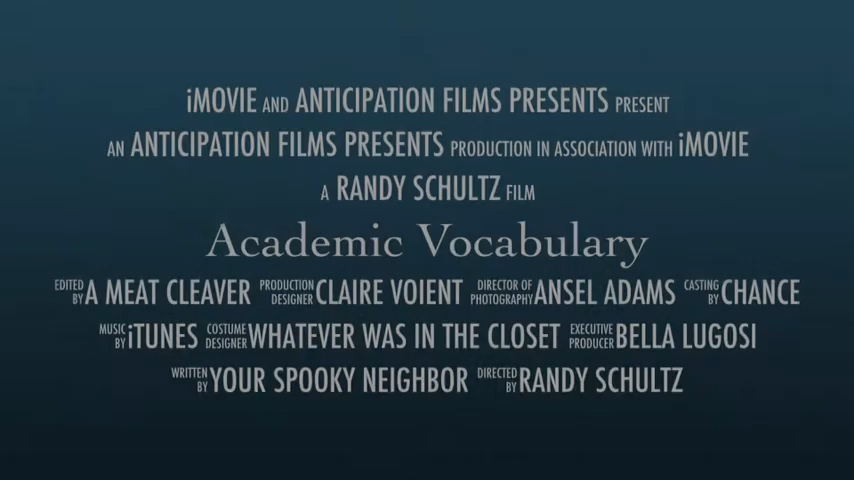 iMOVIE AND ANTICIPATION FILMS PRESENTS PRESENT
AN ANTICIPATION FILMS PRESENTS PRODUCTION IN ASSOCIATION WITH iMOVIE
A RANDY SCHULTZ FILM
Academic Vocabulary
EDITED BY A MEAT CLEAVER PRODUCTION DESIGNER CLAIRE VOIENT DIRECTOR OF PHOTOGRAPHY ANSEL ADAMS CASTING BY CHANCE
MUSIC BY iTUNES COSTUME DESIGNER WHATEVER WAS IN THE CLOSET EXECUTIVE PRODUCER BELLA LUGOSI
WRITTEN BY YOUR SPOOKY NEIGHBOR DIRECTED BY RANDY SCHULTZ